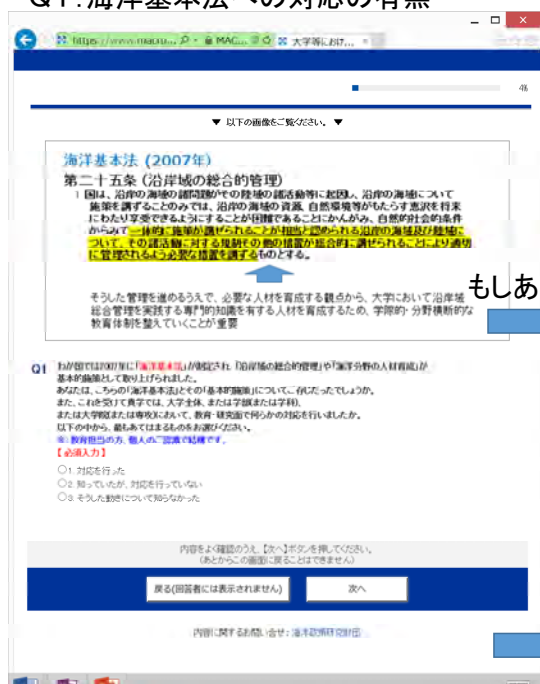 Q1:海洋基本法への対応の有無
大学等におけ...
4%
▼ 以下の画像をご覧ください。 ▼
海洋基本法 (2007年)
第二十五条 (沿岸域の総合的管理)
1 国は、沿岸の海域の諸問題がその陸域の諸活動等に起因し、沿岸の海域について
施策を講ずることのみでは、沿岸の海域の資源、自然環境等がもたらす恵沢を将来
にわたり享受できるようにすることが困難であることにかんがみ、自然的社会的条件
からみて一体的に施策が講ぜられることが相当と認められる沿岸の海域及び陸域に
ついて、その諸活動に対する規制その他の措置が総合的に講ぜられることにより適切
に管理されるよう必要な措置を講ずるものとする。
もしあ
そうした管理を進めるうえで、必要な人材を育成する観点から、大学において沿岸域
総合管理を実践する専門的知識を有する人材を育成するため、学際的・分野横断的な
教育体制を整えていくことが重要
Q1 わが国では2007年に「海洋基本法」が制定され、「沿岸域の総合的管理」や「海洋分野の人材育成」が
基本的施策として取り上げられました。
あなたは、こちらの「海洋基本法」とその「基本的施策」についてご存じだったでしょうか。
また、これを受けて貴学では、大学全体、または学部(または学科)、
または大学院(または専攻)において、教育・研究面で何らかの対応を行いましたか。
以下の中から、最もあてはまるものをお選びください。
※ 教育担当の方、個人のご認識で結構です。
【必須入力】
1. 対応を行った
2. 知っていたが、対応を行っていない
3. そうした動きについて知らなかった
内容をよく確認のうえ、【次へ】ボタンを押してください。
(あとからこの画面に戻ることはできません)
戻る(回答者には表示されません)
次へ
内容に関するお問い合せ:海洋政策研究財団